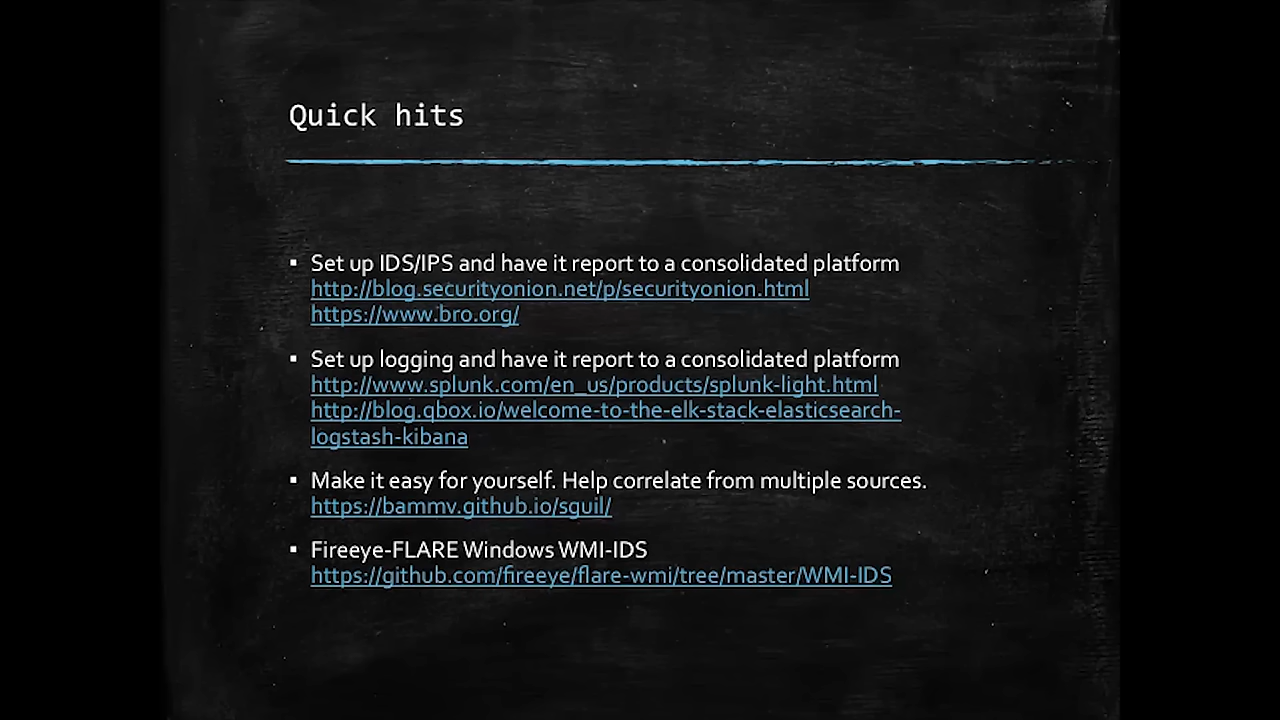 Quick hits
▪ Set up IDS/IPS and have it report to a consolidated platform
http://blog.securityonion.net/p/securityonion.html
https://www.bro.org/
▪ Set up logging and have it report to a consolidated platform
http://www.splunk.com/en_us/products/splunk-light.html
http://blog.qbox.io/welcome-to-the-elk-stack-elasticsearch-
logstash-kibana
▪ Make it easy for yourself. Help correlate from multiple sources.
https://bammv.github.io/sguil/
▪ Fireeye-FLARE Windows WMI-IDS
https://github.com/fireeye/flare-wmi/tree/master/WMI-IDS